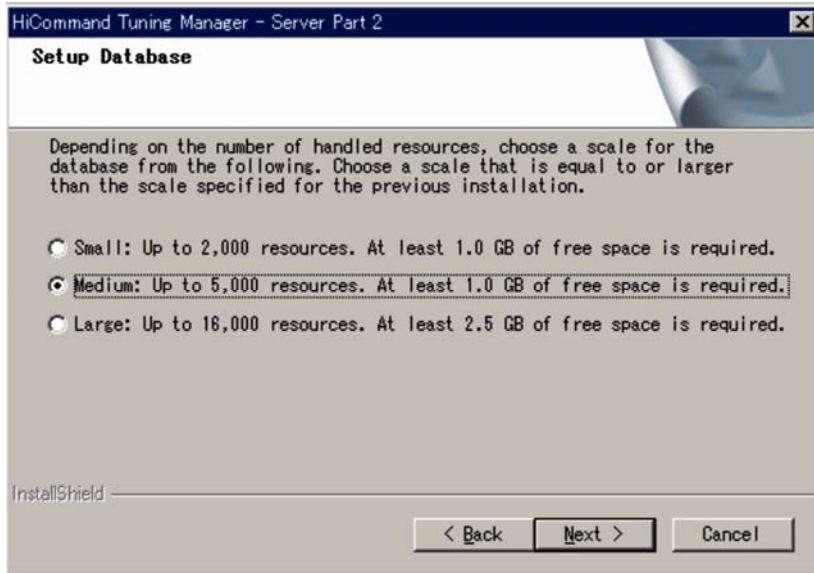 HiCommand Tuning Manager - Server Part 2
Setup Database
Depending on the number of handled resources, choose a scale for the
database from the following. Choose a scale that is equal to or larger
than the scale specified for the previous installation.
Small: Up to 2,000 resources. At least 1.0 GB of free space is required.
Medium: Up to 5,000 resources. At least 1.0 GB of free space is required.
Large: Up to 16,000 resources. At least 2.5 GB of free space is required.
InstallShield
< Back Next > Cancel